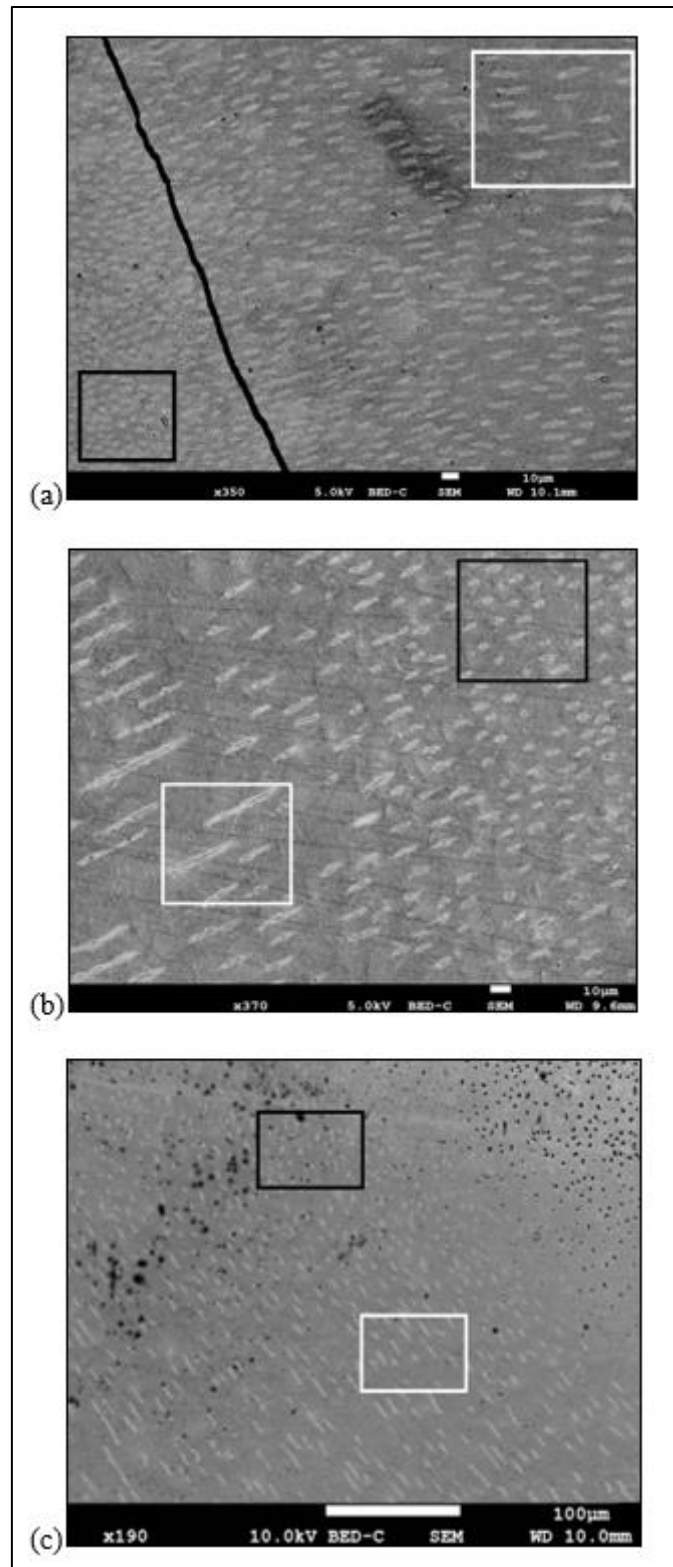 x350 5.0kV BED-C SEM 10µm WD 10.1mm
(a)
x370 5.0kV BED-C SEM 10µm WD 9.6mm
(b)
100µm
x190 10.0kV BED-C SEM WD 10.0mm
(c)